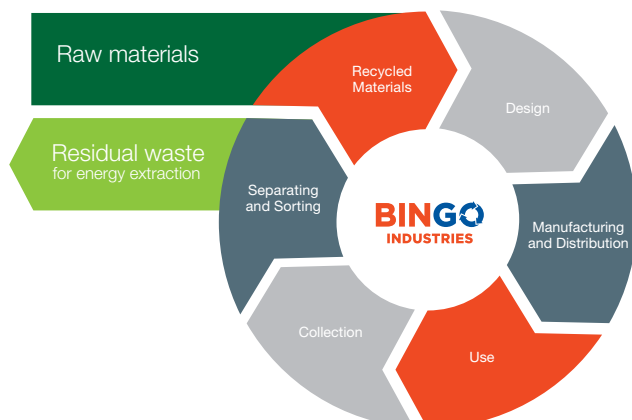 Raw materials
Recycled
Materials
Design
Residual waste
for energy extraction
Separating
and Sorting
BINGO
INDUSTRIES
Manufacturing
and Distribution
Collection
Use